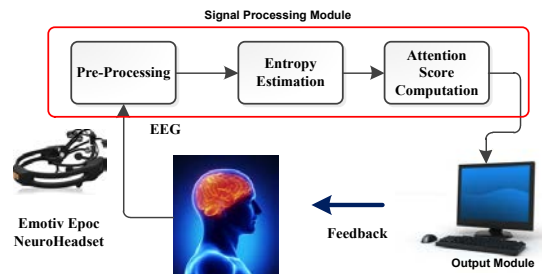 Signal Processing Module
Pre-Processing
Entropy
Estimation
Attention
Score
Computation
EEG
Emotiv Epoc
NeuroHeadset
Feedback
Output Module